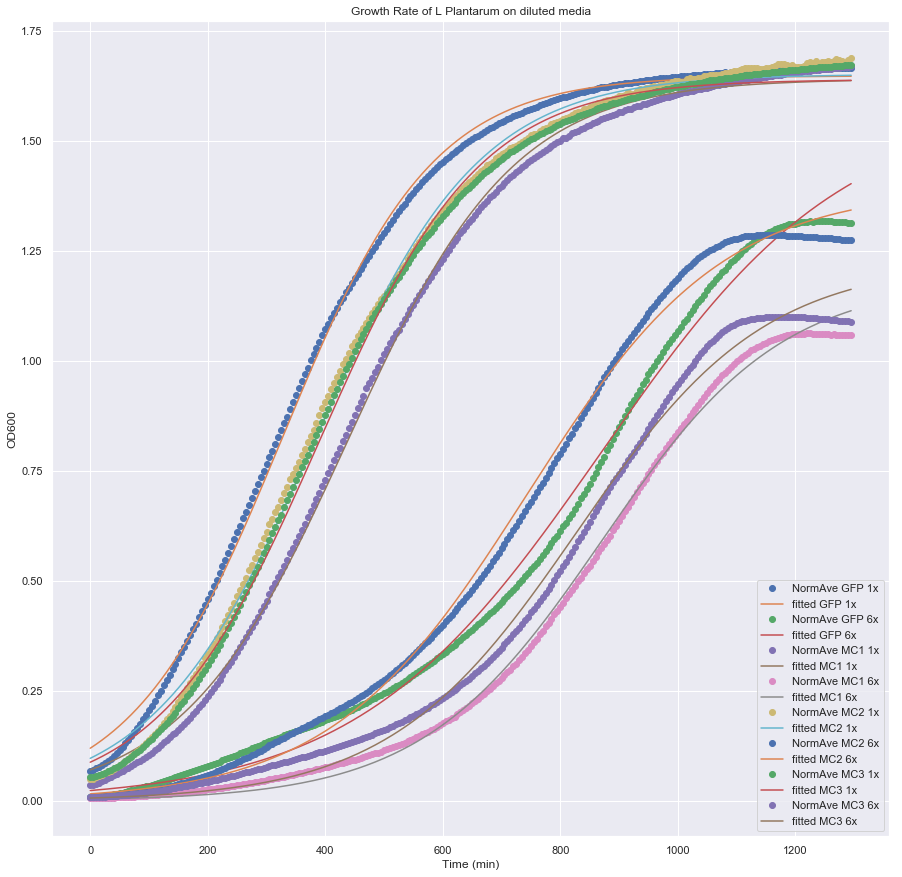 Growth Rate of L Plantarum on diluted media
OD600
1.75
1.50
1.25
1.00
0.75
0.50
0.25
0.00
NormAve GFP 1x
fitted GFP 1x
NormAve GFP 6x
fitted GFP 6x
NormAve MC1 1x
fitted MC1 1x
NormAve MC1 6x
fitted MC1 6x
NormAve MC2 1x
fitted MC2 1x
NormAve MC2 6x
fitted MC2 6x
NormAve MC3 1x
fitted MC3 1x
NormAve MC3 6x
fitted MC3 6x
0 200 400 600 800 1000 1200
Time (min)